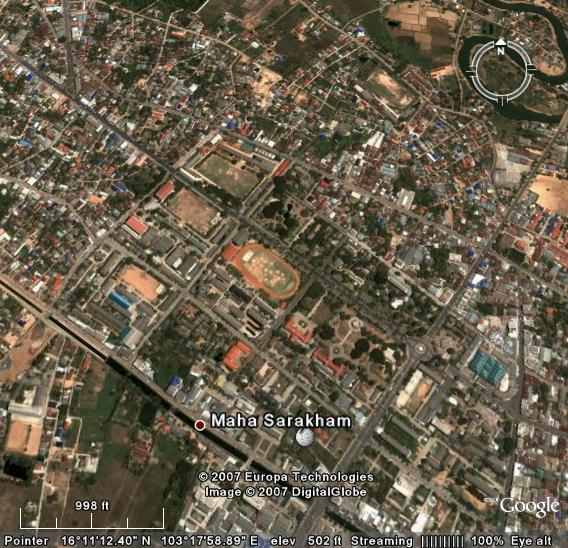 N
Maha Sarakham
© 2007 Europa Technologies
Image © 2007 DigitalGlobe
998 ft
Google
Pointer 16°11'12.40" N 103°17'58.89" E elev 502 ft Streaming |||||||||| 100% Eye alt